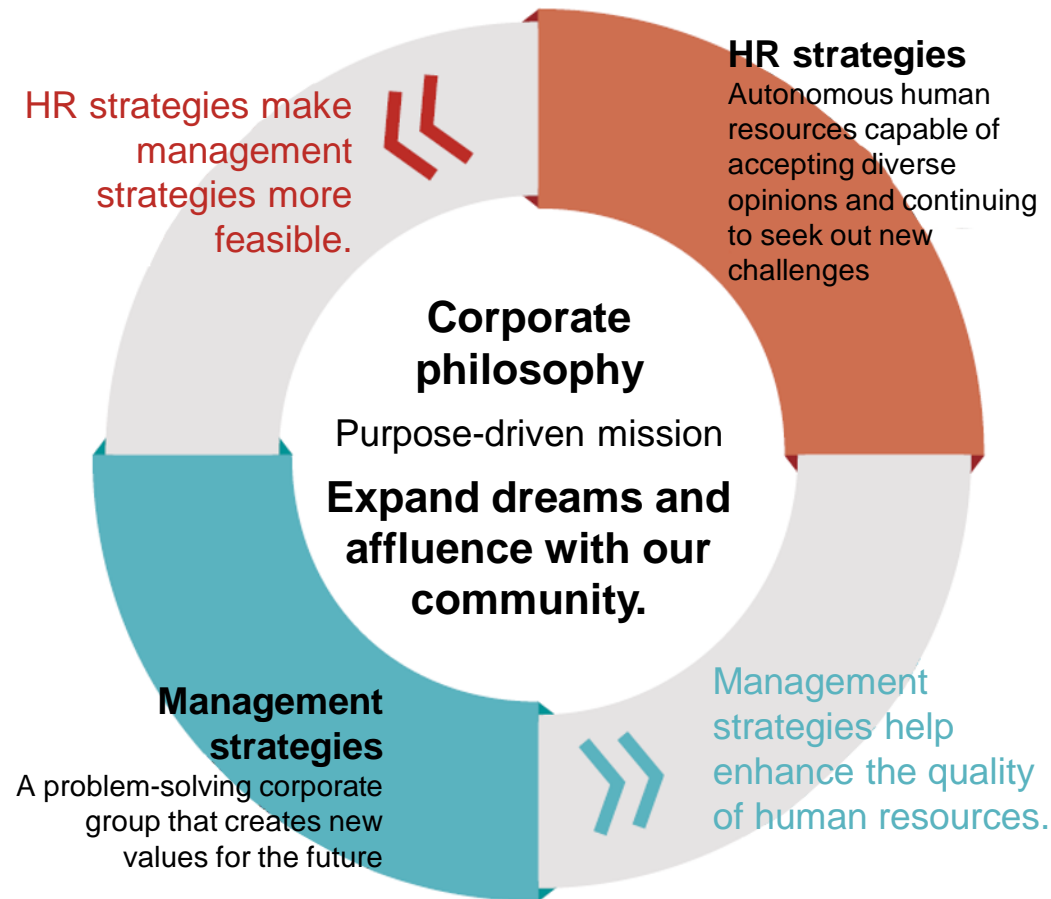 HR strategies
Autonomous human
resources capable of
accepting diverse
opinions and continuing
to seek out new
challenges
HR strategies make
management
strategies more
feasible.
Corporate
philosophy
Purpose-driven mission
Expand dreams and
affluence with our
community.
Management
strategies
A problem-solving corporate
group that creates new
values for the future
Management
strategies help
enhance the quality
of human resources.